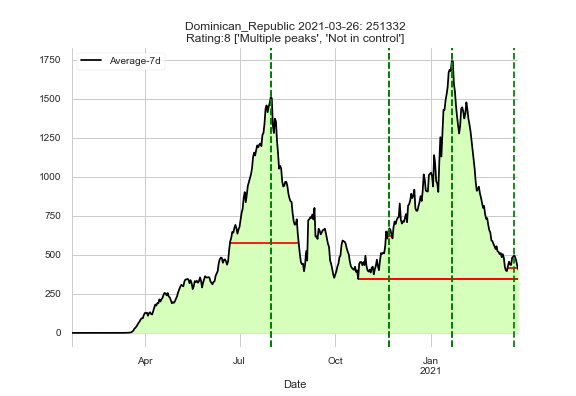 Dominican_Republic 2021-03-26: 251332
Rating:8 ['Multiple peaks', 'Not in control']
Average-7d
1750
1500
1250
1000
750
500
250
0
Apr
Jul
Oct
Jan
2021
Date